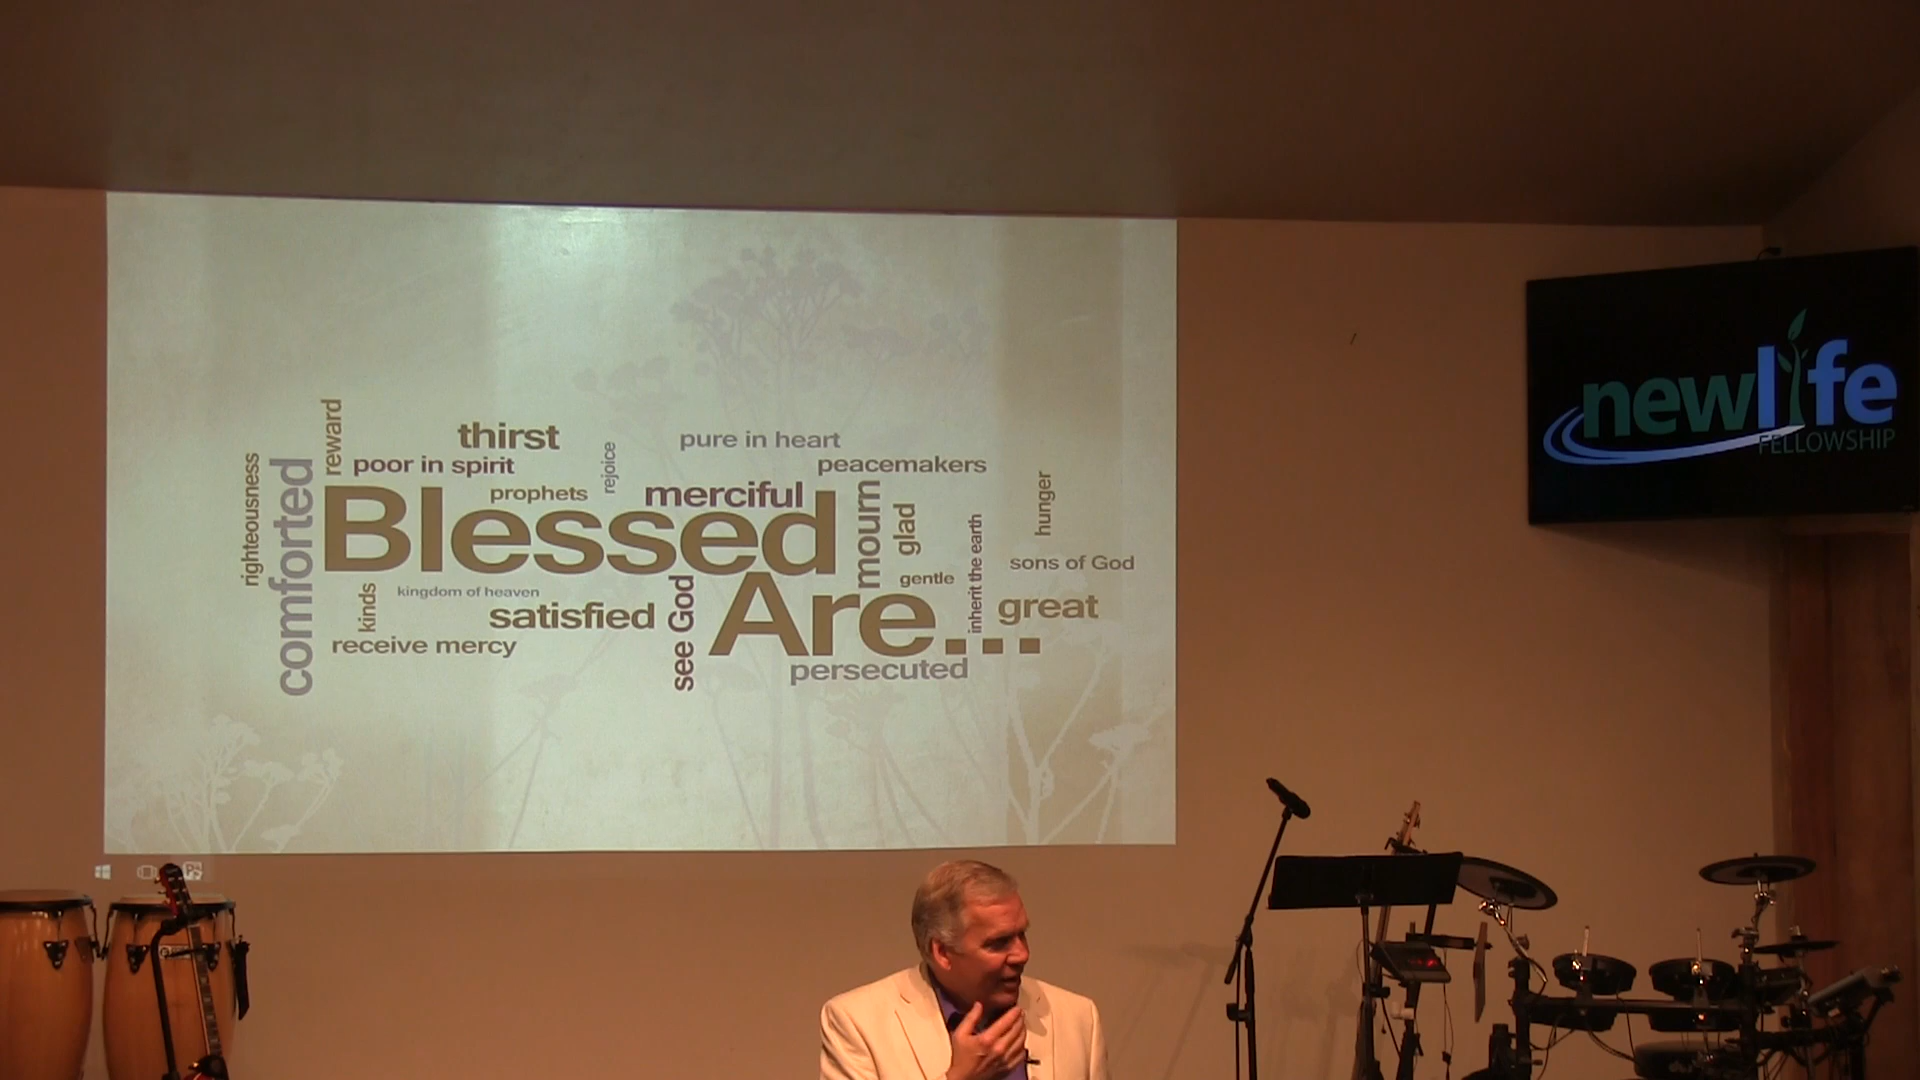 reward
thirst
pure in heart
righteousness
comforted
poor in spirit
rejoice
peacemakers
prophets
merciful
Blessed
mourn
glad
hunger
inherit the earth
sons of God
kinds
kingdom of heaven
gentle
satisfied
see God
Are...
great
receive mercy
persecuted
newlife
FELLOWSHIP